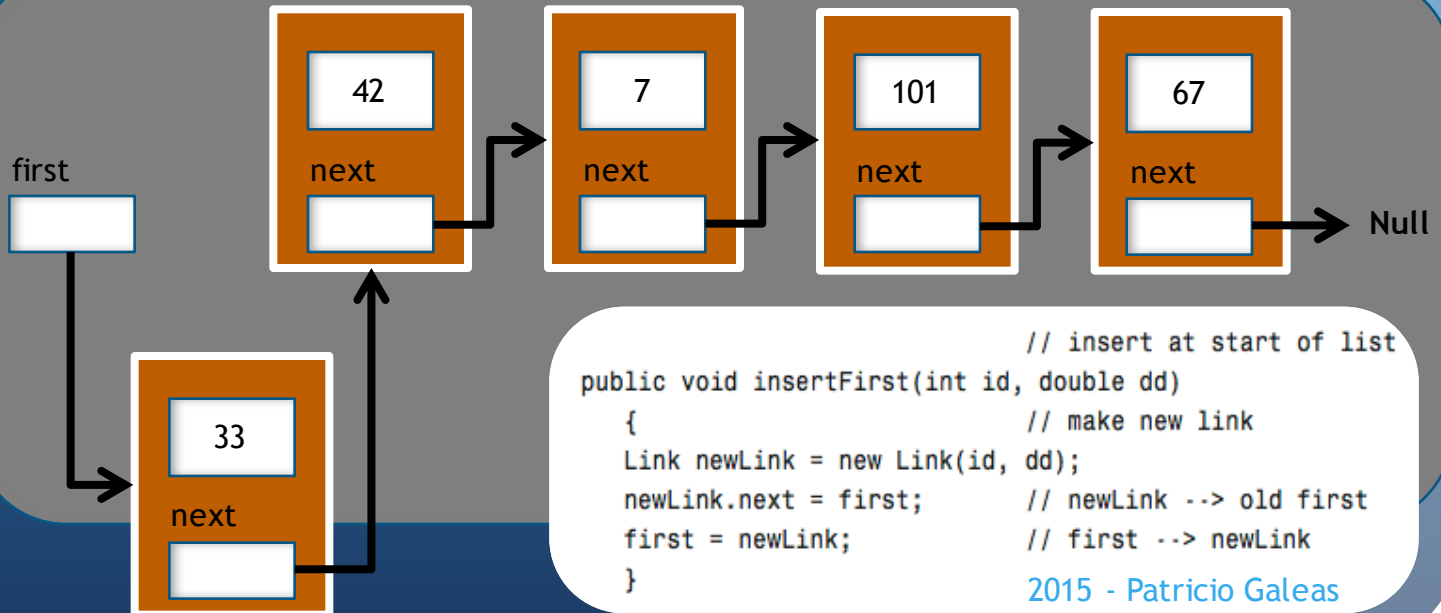 42
7
101
67
first
next
next
next
next
Null
33
next
// insert at start of list
public void insertFirst(int id, double dd)
{ // make new link
Link newLink = new Link(id, dd);
newLink.next = first; // newLink --> old first
first = newLink; // first --> newLink
}
2015 - Patricio Galeas